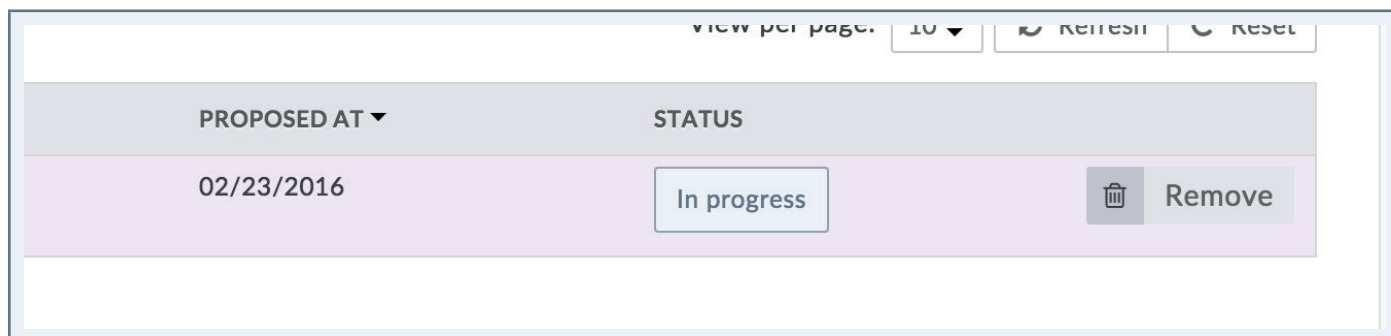 View per page: 10 Refresh Reset
PROPOSED AT STATUS
02/23/2016 In progress Remove